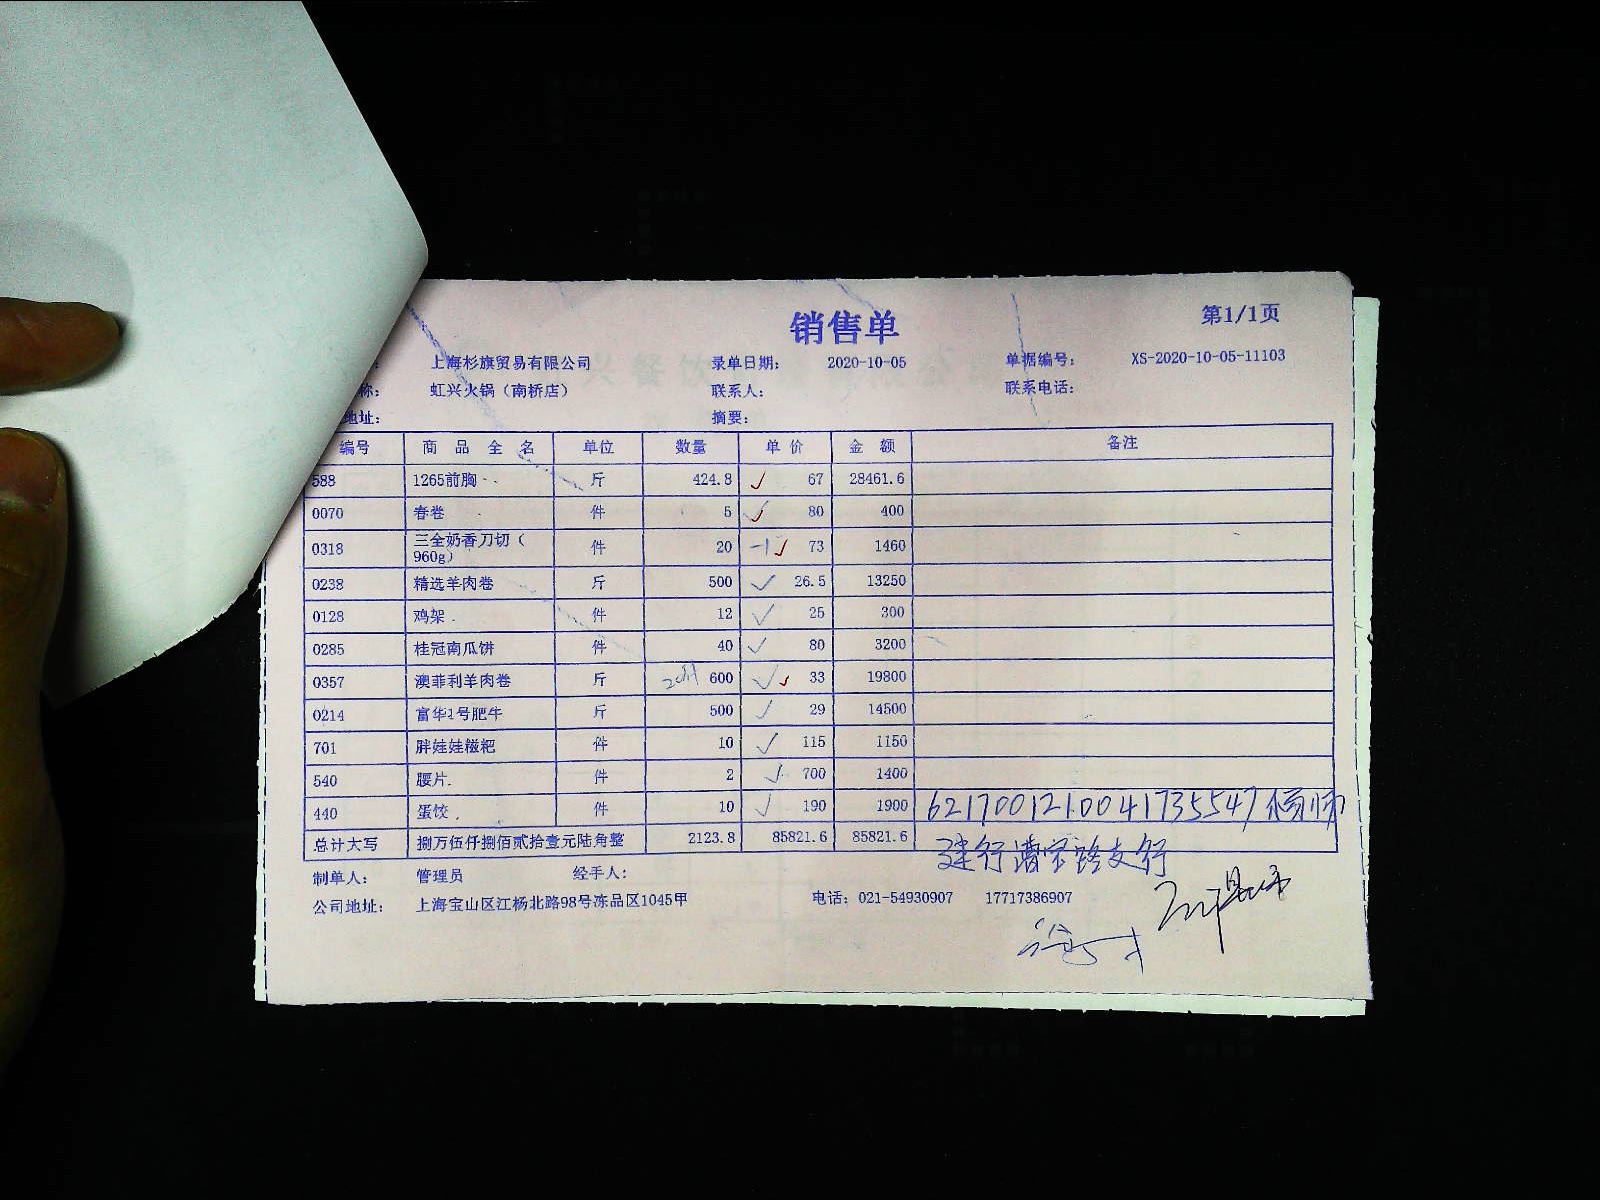 销售单
第1/1页
上海杉旗贸易有限公司 录单日期: 2020-10-05 单据编号: XS-2020-10-05-11103
称: 虹兴火锅（南桥店） 联系人: 联系电话:
地址: 摘要:
编号 商品全名 单位 数量 单价 金额 备注
588 1265前胸 斤 424.8 67 28461.6
0070 春卷 件 5 80 400
0318 三全奶香刀切（960g） 件 20 -1 73 1460
0238 精选羊肉卷 斤 500 26.5 13250
0128 鸡架 件 12 25 300
0285 桂冠南瓜饼 件 40 80 3200
0357 澳菲利羊肉卷 斤 600 33 19800
0214 富华1号肥牛 斤 500 29 14500
701 胖娃娃糍粑 件 10 115 1150
540 腰片 件 2 700 1400
440 蛋饺 件 10 190 1900 6217001210041735547
总计大写 捌万伍仟捌佰贰拾壹元陆角整 2123.8 85821.6 85821.6
建行漕宝路支行
制单人: 管理员 经手人:
公司地址: 上海宝山区江杨北路98号冻品区1045甲 电话: 021-54930907 17717386907